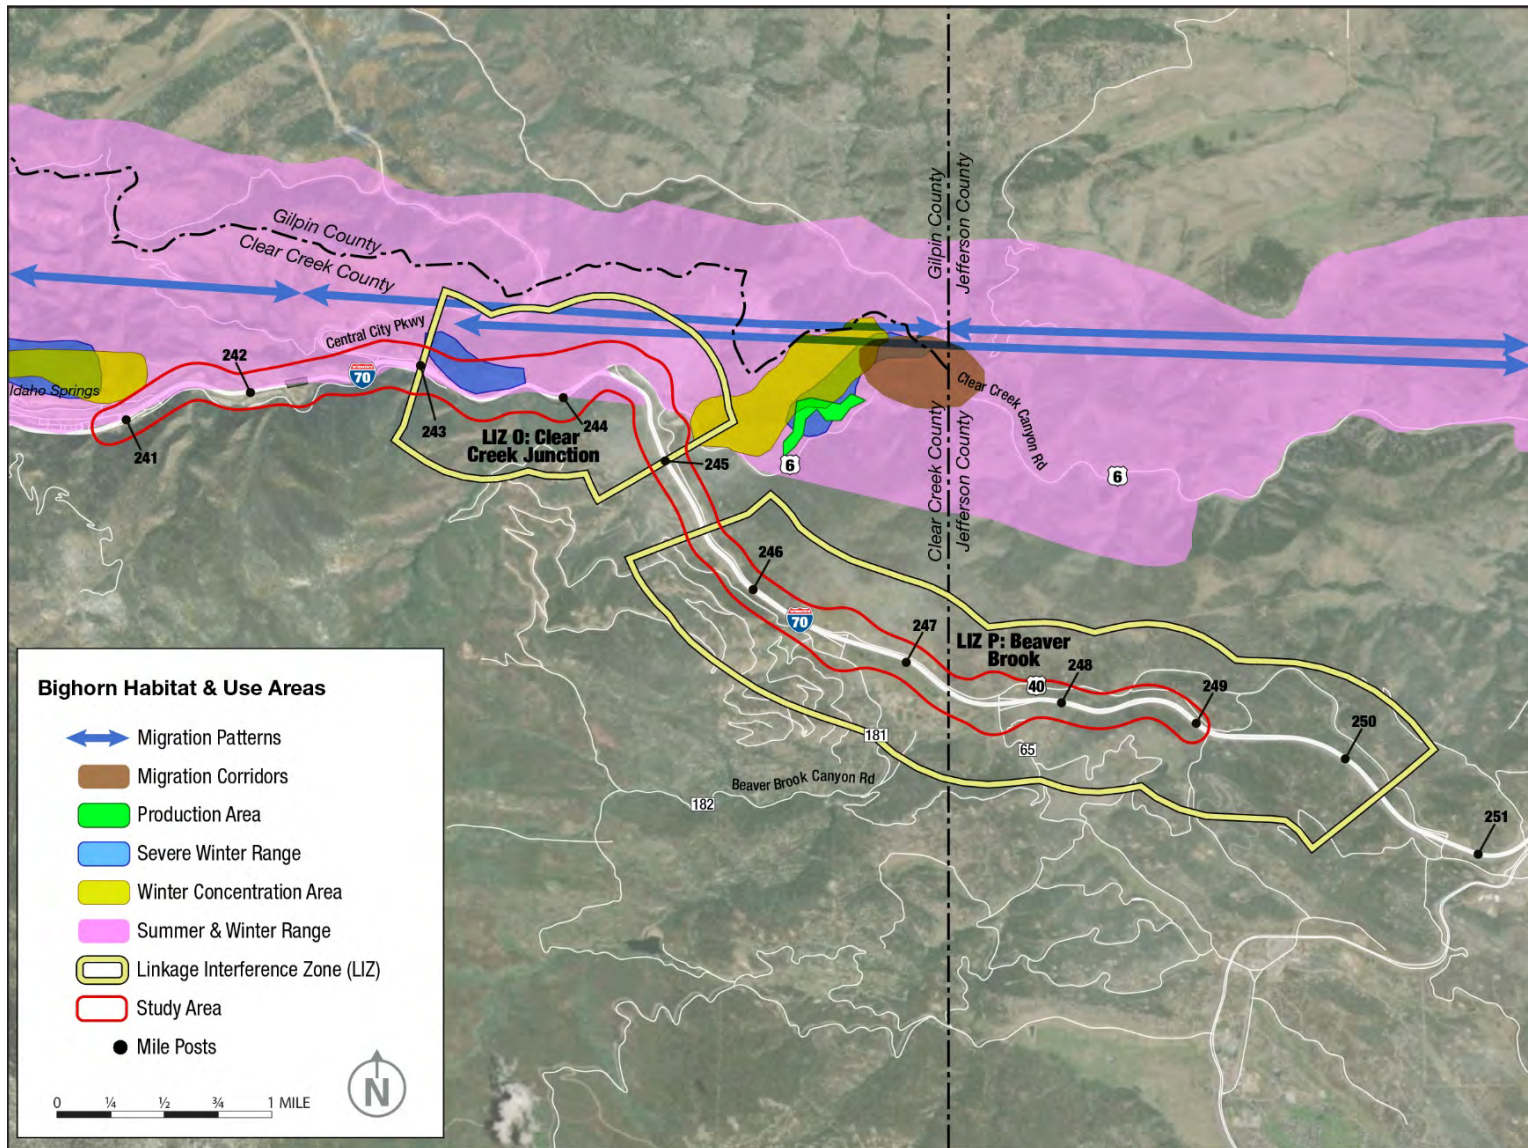 Gilpin County
Clear Creek County
Gilpin County
Jefferson County
Central City Pkwy
242
70
Idaho Springs
241
243
244
LIZ O: Clear
Creek Junction
245
6
Clear Creek Canyon Rd
6
Clear Creek County
Jefferson County
246
70
247
LIZ P: Beaver
Brook
40
248
249
250
181
65
Beaver Brook Canyon Rd
182
251
Bighorn Habitat & Use Areas
Migration Patterns
Migration Corridors
Production Area
Severe Winter Range
Winter Concentration Area
Summer & Winter Range
Linkage Interference Zone (LIZ)
Study Area
Mile Posts
0 ¼ ½ ¾ 1 MILE
N